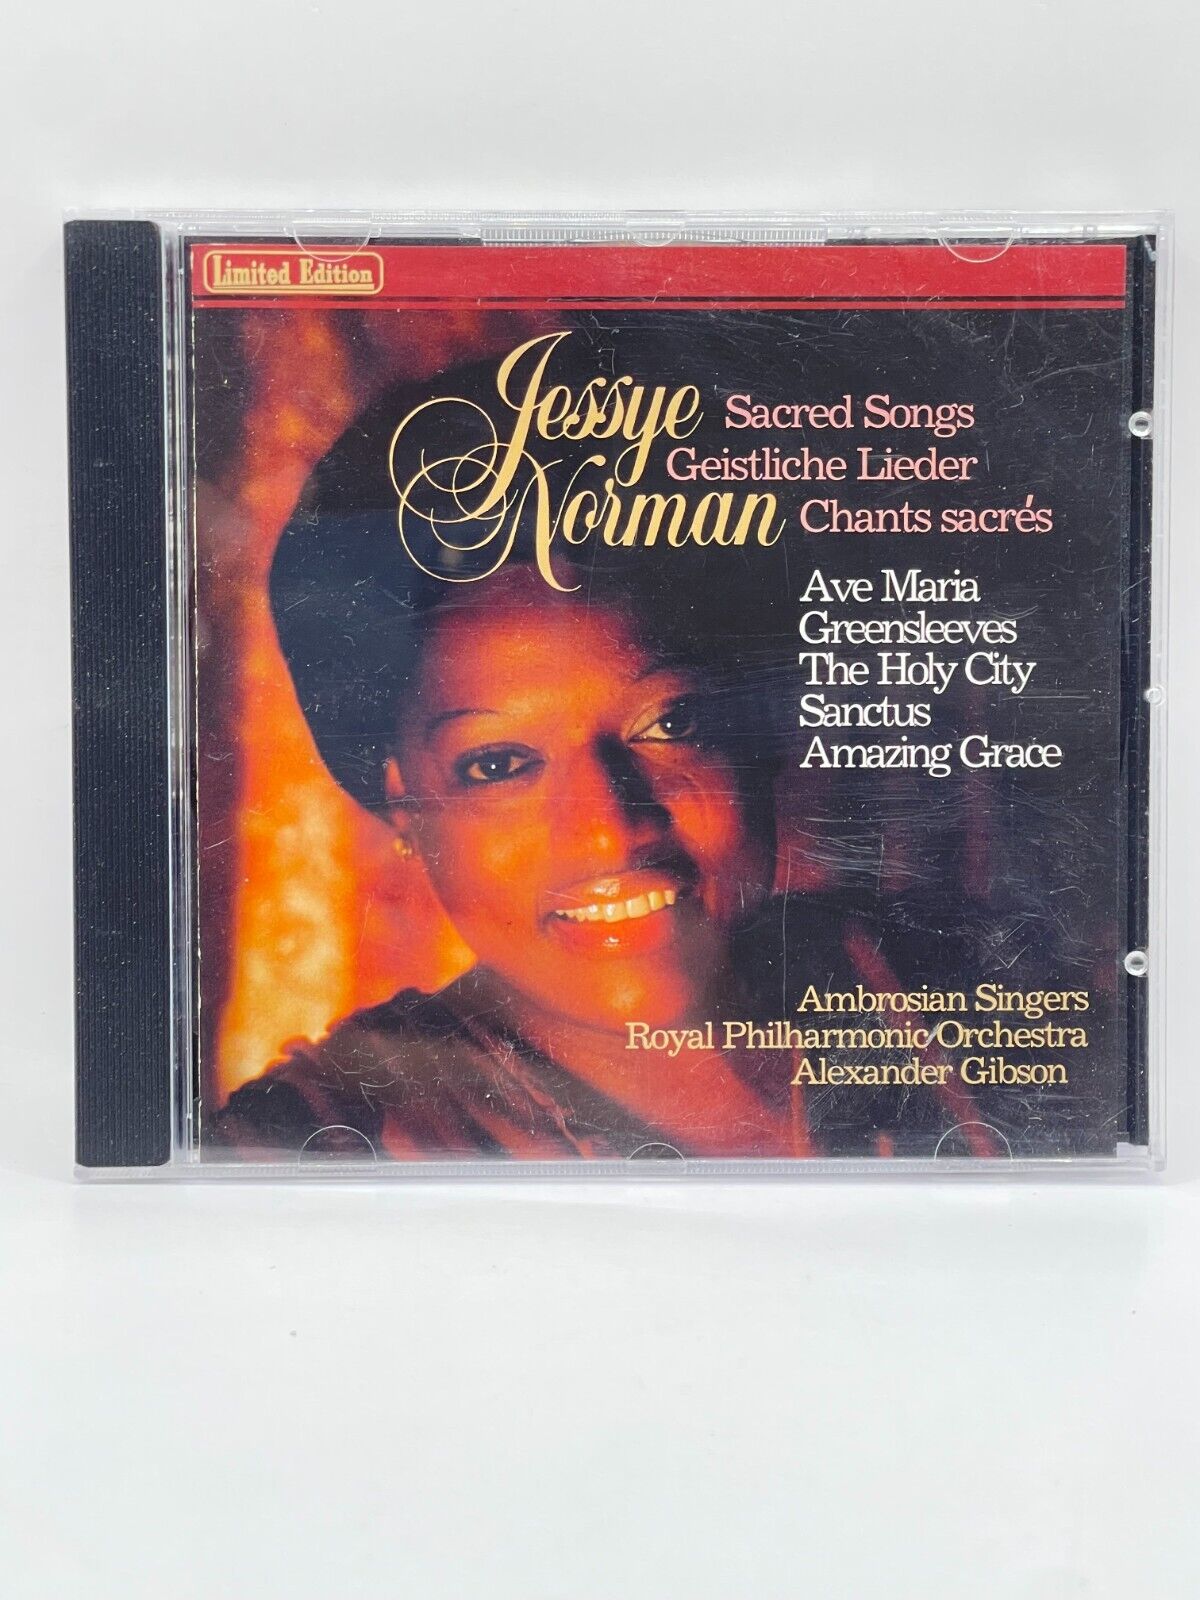 Limited Edition
Jessye
Norman
Sacred Songs
Geistliche Lieder
Chants sacrés
Ave Maria
Greensleeves
The Holy City
Sanctus
Amazing Grace
Ambrosian Singers
Royal Philharmonic Orchestra
Alexander Gibson